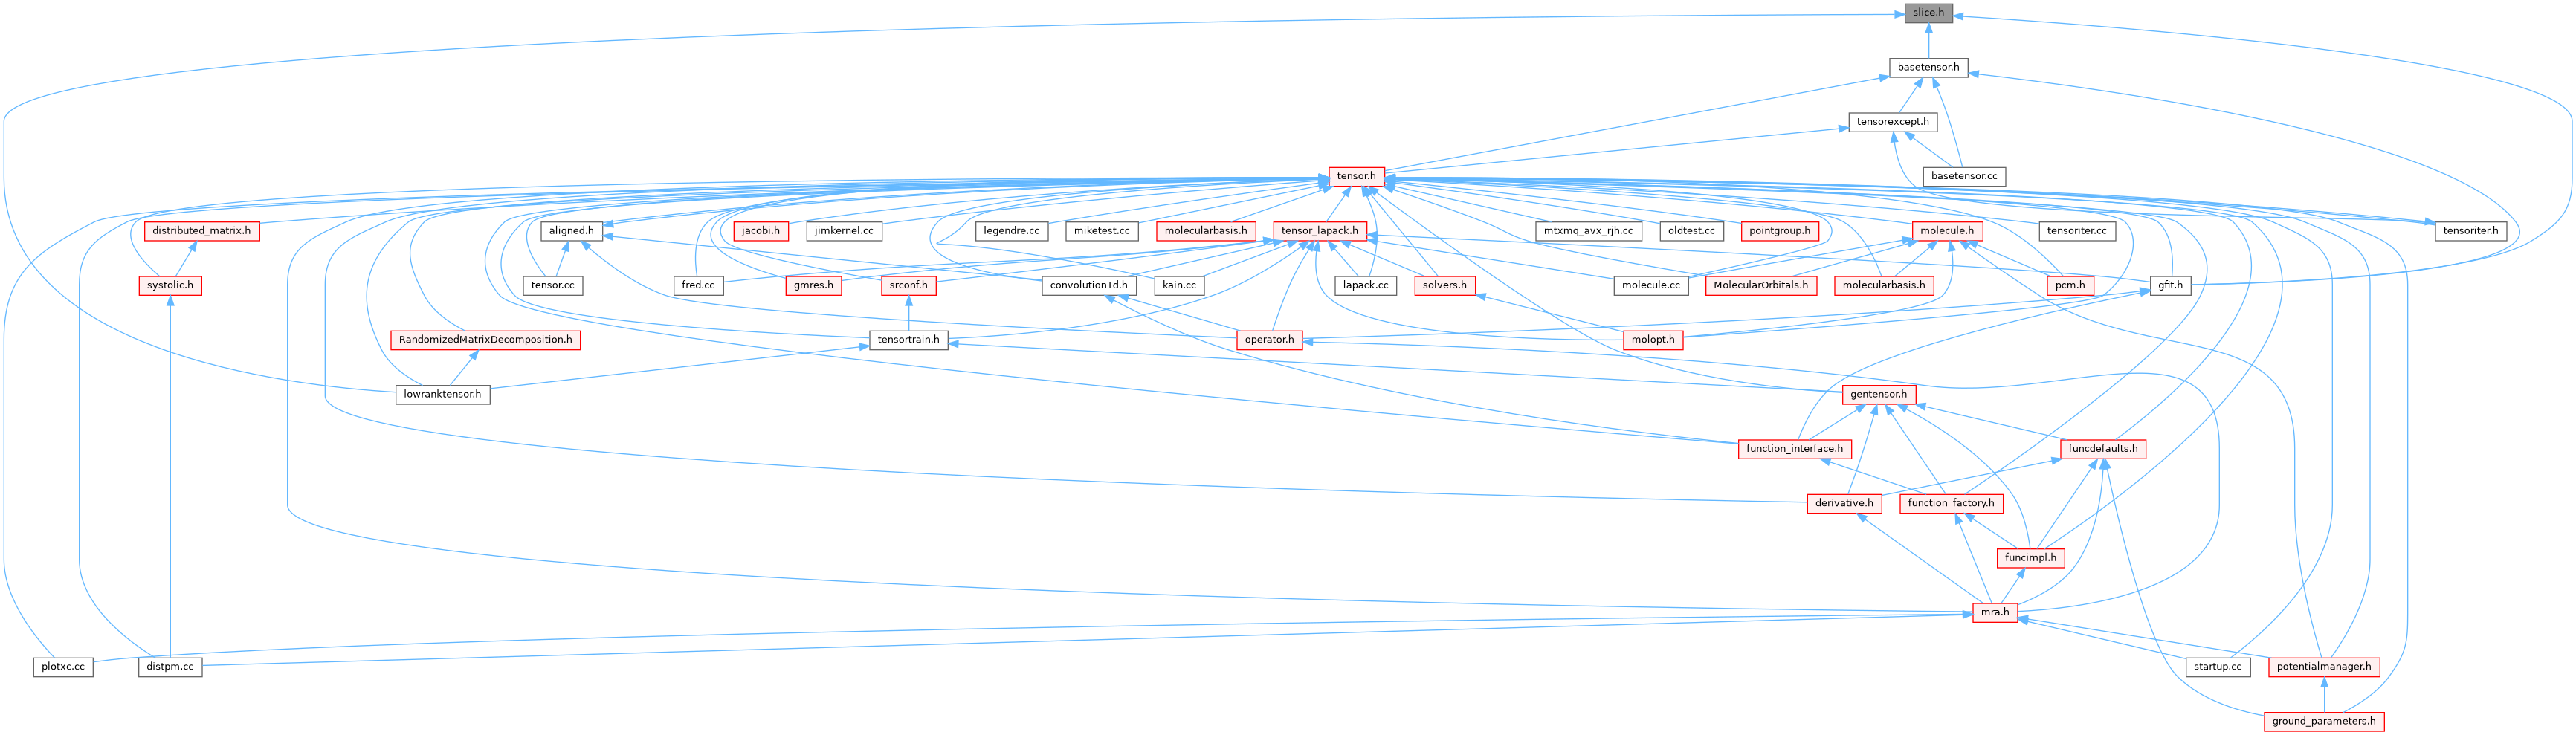 slice.h
basetensor.h
tensorexcept.h
tensor.h
basetensor.cc
distributed_matrix.h
aligned.h
jacobi.h
jimkernel.cc
legendre.cc
miketest.cc
molecularbasis.h
tensor_lapack.h
mtxmq_avx_rjh.cc
oldtest.cc
pointgroup.h
molecule.h
tensoriter.cc
tensoriter.h
systolic.h
tensor.cc
fred.cc
gmres.h
srconf.h
convolution1d.h
kain.cc
lapack.cc
solvers.h
molecule.cc
MolecularOrbitals.h
molecularbasis.h
pcm.h
gfit.h
RandomizedMatrixDecomposition.h
tensortrain.h
operator.h
molopt.h
lowranktensor.h
gentensor.h
function_interface.h
funcdefaults.h
derivative.h
function_factory.h
funcimpl.h
mra.h
plotxc.cc
distpm.cc
startup.cc
potentialmanager.h
ground_parameters.h